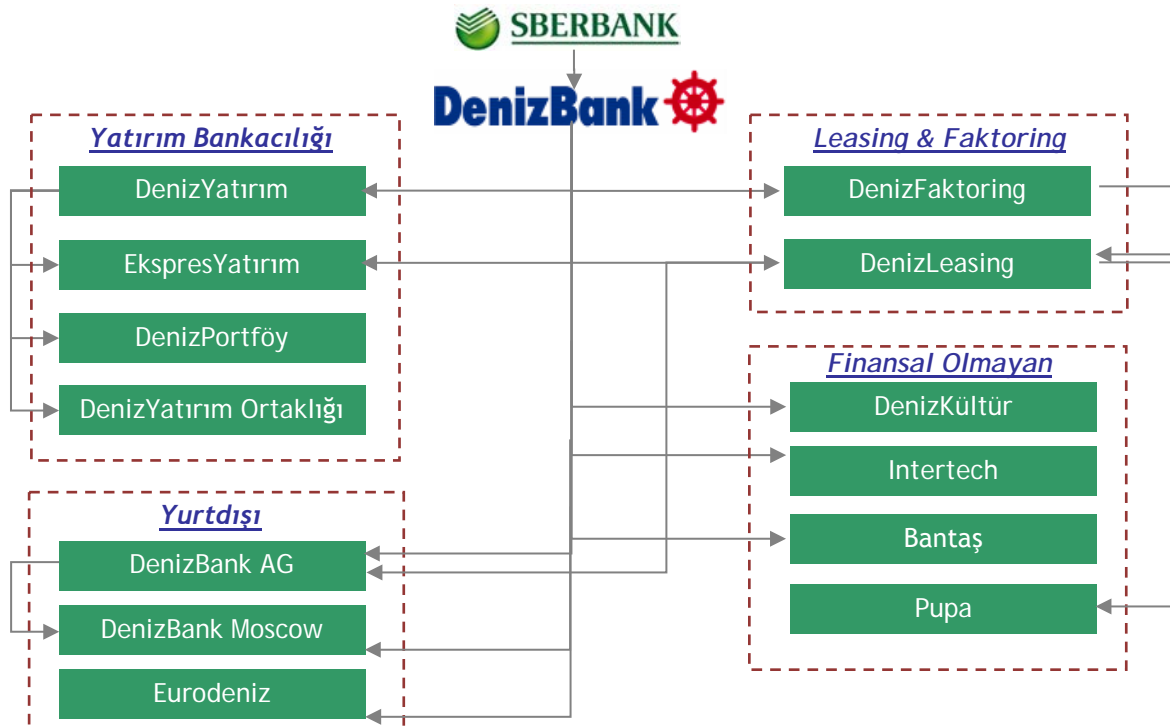 SBERBANK
DenizBank
Yatırım Bankacılığı
DenizYatırım
EkspresYatırım
DenizPortföy
DenizYatırım Ortaklığı
Leasing & Faktoring
DenizFaktoring
DenizLeasing
Finansal Olmayan
DenizKültür
Intertech
Bantaş
Pupa
Yurtdışı
DenizBank AG
DenizBank Moscow
Eurodeniz